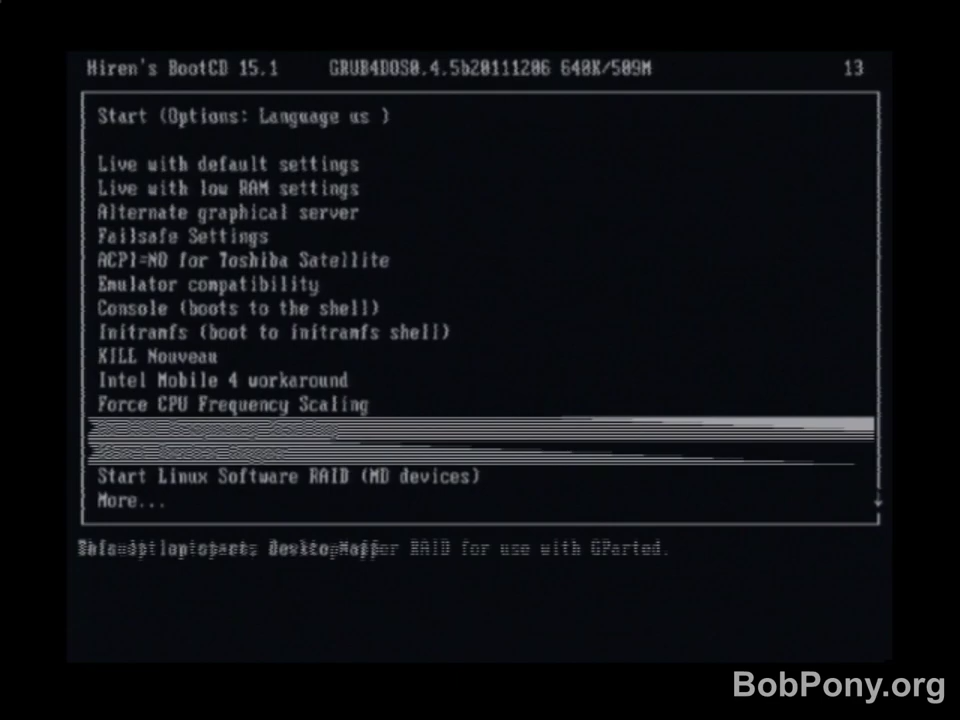 Hiren's BootCD 15.1 GRUB4DOS0.4.5b20111206 640K/509M 13
Start (Options: Language us )
Live with default settings
Live with low RAM settings
Alternate graphical server
Failsafe Settings
ACPI=NO for Toshiba Satellite
Emulator compatibility
Console (boots to the shell)
Initramfs (boot to initramfs shell)
KILL Nouveau
Intel Mobile 4 workaround
Force CPU Frequency Scaling
Start Linux Software RAID (MD devices)
More...
RAID for use with GParted.
BobPony.org